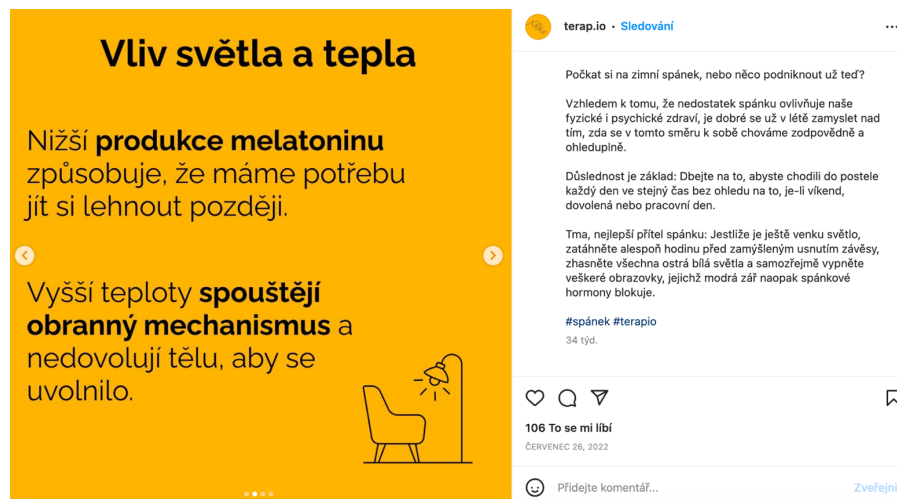 Vliv světla a tepla
Nižší produkce melatoninu
způsobuje, že máme potřebu
jít si lehnout později.
Vyšší teploty spouštějí
obranný mechanismus a
nedovolují tělu, aby se
uvolnilo.
terap.io • Sledování
Počkat si na zimní spánek, nebo něco podniknout už teď?
Vzhledem k tomu, že nedostatek spánku ovlivňuje naše
fyzické i psychické zdraví, je dobré se už v létě zamyslet nad
tím, zda se v tomto směru k sobě chováme zodpovědně a
ohleduplně.
Důslednost je základ: Dbejte na to, abyste chodili do postele
každý den ve stejný čas bez ohledu na to, je-li víkend,
dovolená nebo pracovní den.
Tma, nejlepší přítel spánku: Jestliže je ještě venku světlo,
zatáhněte alespoň hodinu před zamýšleným usnutím závěsy,
zhasněte všechna ostrá bílá světla a samozřejmě vypněte
veškeré obrazovky, jejichž modrá zář naopak spánkové
hormony blokuje.
#spánek #terapio
34 týd.
106 To se mi líbí
ČERVENEC 26, 2022
Přidejte komentář...
Zveřejni